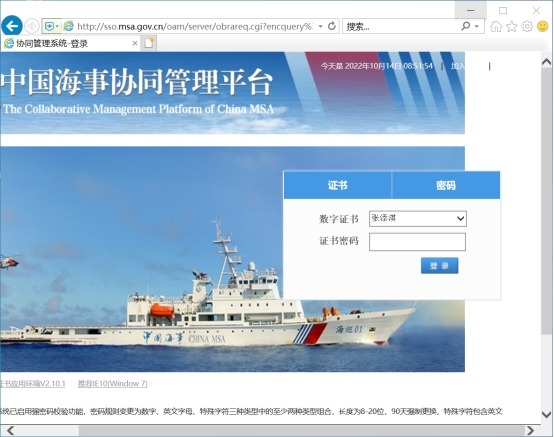 http://sso.msa.gov.cn/oam/server/obrareq.cgi?encquery%
搜索...
协同管理系统-登录
今天是 2022年10月14日 08:51:54 | 加入 |
中国海事协同管理平台
The Collaborative Management Platform of China MSA
证书 密码
数字证书
证书密码
登 录
海巡01
中国海事 CHINA MSA
书应用环境V2.10.1 推荐IE10(Window 7)
系统已启用强密码校验功能，密码规则变更为数字、英文字母、特殊字符三种类型中的至少两种类型组合，长度为8-20位，90天强制更换，特殊字符包含英文